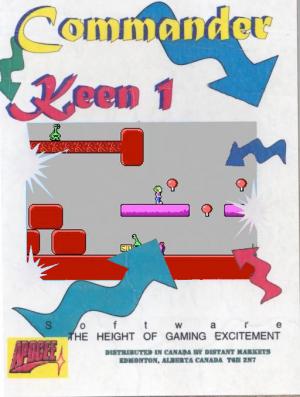 Commander
Keen 1
Software
THE HEIGHT OF GAMING EXCITEMENT
APOGEE
DISTRIBUTED IN CANADA BY DISTANT MARKETS
EDMONTON, ALBERTA CANADA T6H 2N7